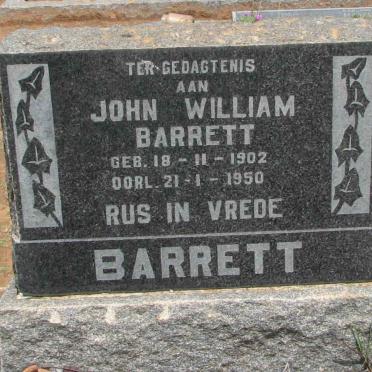 TER GEDAGTENIS
AAN
JOHN WILLIAM
BARRETT
GEB. 18-11-1902
OORL. 21-1-1950
RUS IN VREDE
BARRETT